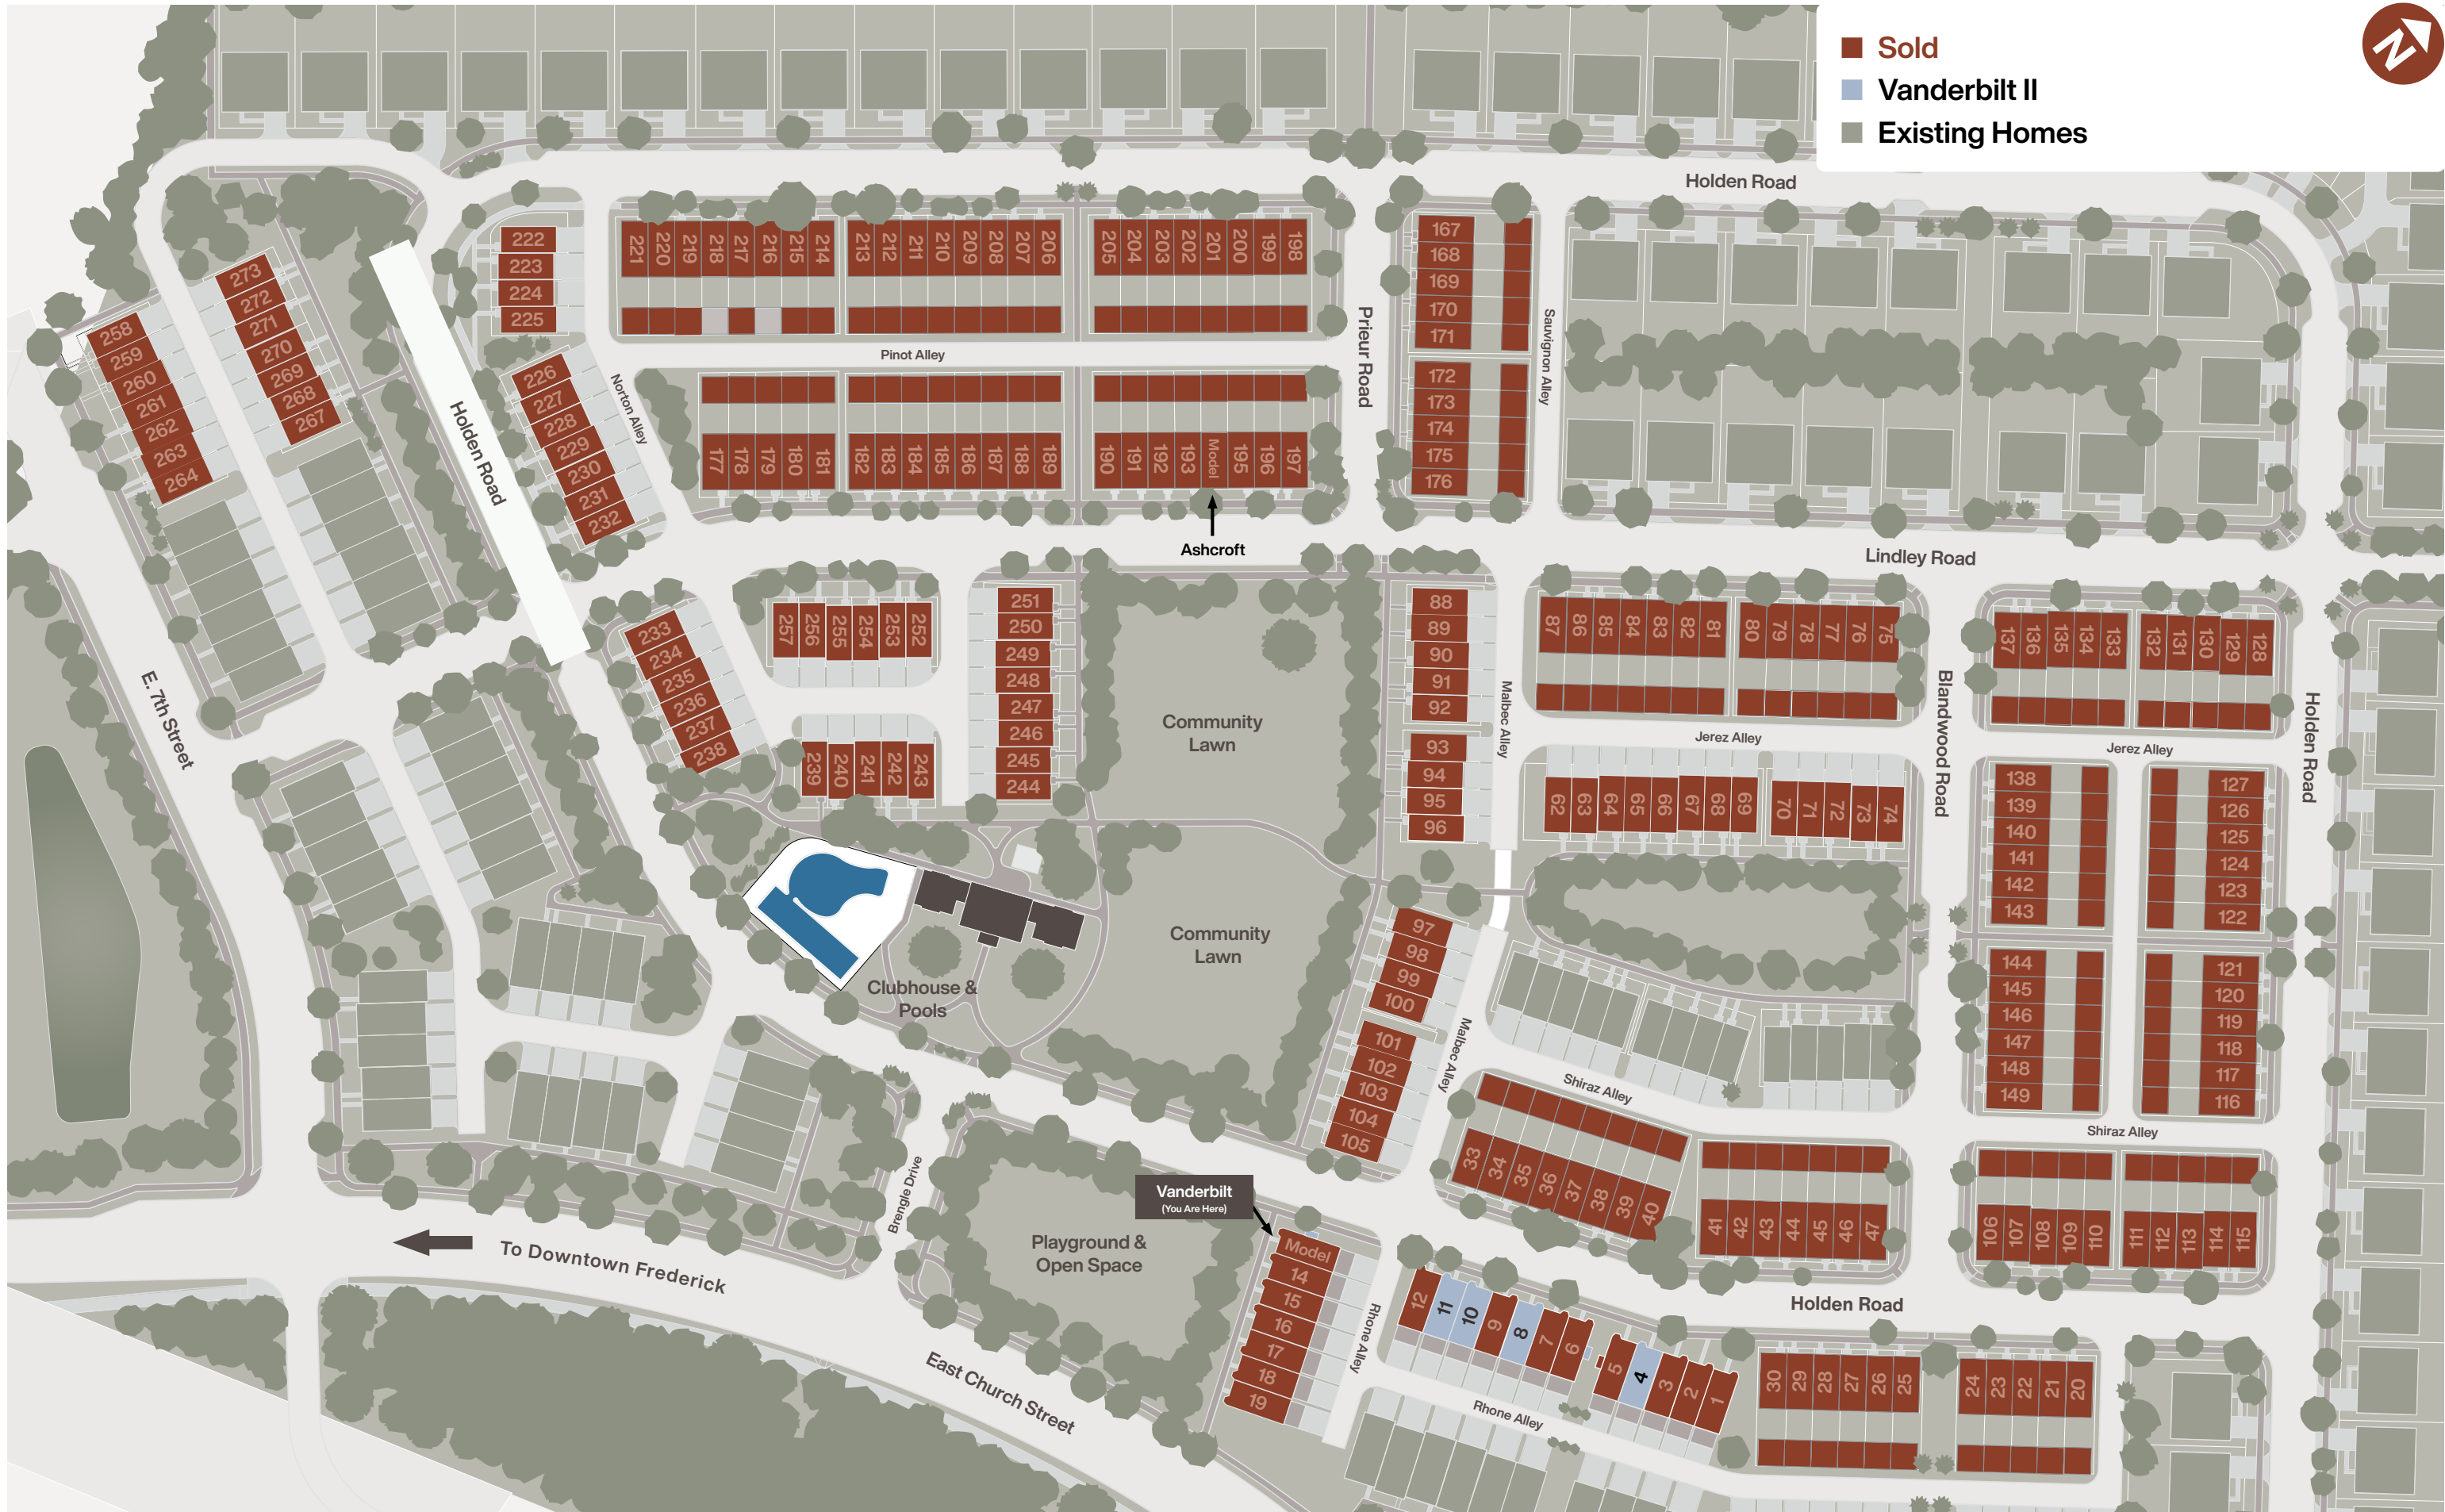 Sold
Vanderbilt II
Existing Homes
N
Holden Road
222
223
224
225
221 220 219 218 217 216 215 214
213 212 211 210 209 208 207 206
205 204 203 202 201 200 199 198
167
168
169
170
171
172
173
174
175
176
Prieur Road
Sauvignon Alley
Pinot Alley
Norton Alley
Holden Road
273
272
271
270
269
268
267
258
259
260
261
262
263
264
226
227
228
229
230
231
232
177 178 179 180 181
182 183 184 185 186 187 188 189
190 191 192 193 Model 195 196 197
Ashcroft
Lindley Road
E. 7th Street
233
234
235
236
237
238
257 256 255 254 253 252
239 240 241 242 243
251
250
249
248
247
246
245
244
Community
Lawn
88
89
90
91
92
93
94
95
96
Malbec Alley
87 86 85 84 83 82 81
80 79 78 77 76 75
Jerez Alley
62 63 64 65 66 67 68 69
70 71 72 73 74
Blandwood Road
137 136 135 134 133
132 131 130 129 128
Jerez Alley
Holden Road
138
139
140
141
142
143
127
126
125
124
123
122
144
145
146
147
148
149
121
120
119
118
117
116
Shiraz Alley
Community
Lawn
Clubhouse &
Pools
97
98
99
100
101
102
103
104
105
Malbec Alley
Shiraz Alley
33 34 35 36 37 38 39 40
41 42 43 44 45 46 47
106 107 108 109 110
111 112 113 114 115
Brengle Drive
Vanderbilt
(You Are Here)
Playground &
Open Space
To Downtown Frederick
East Church Street
Model
14
15
16
17
18
19
Rhone Alley
12 11 10 9 8 7 6
5 4 3 2 1
Rhone Alley
Holden Road
30 29 28 27 26 25
24 23 22 21 20